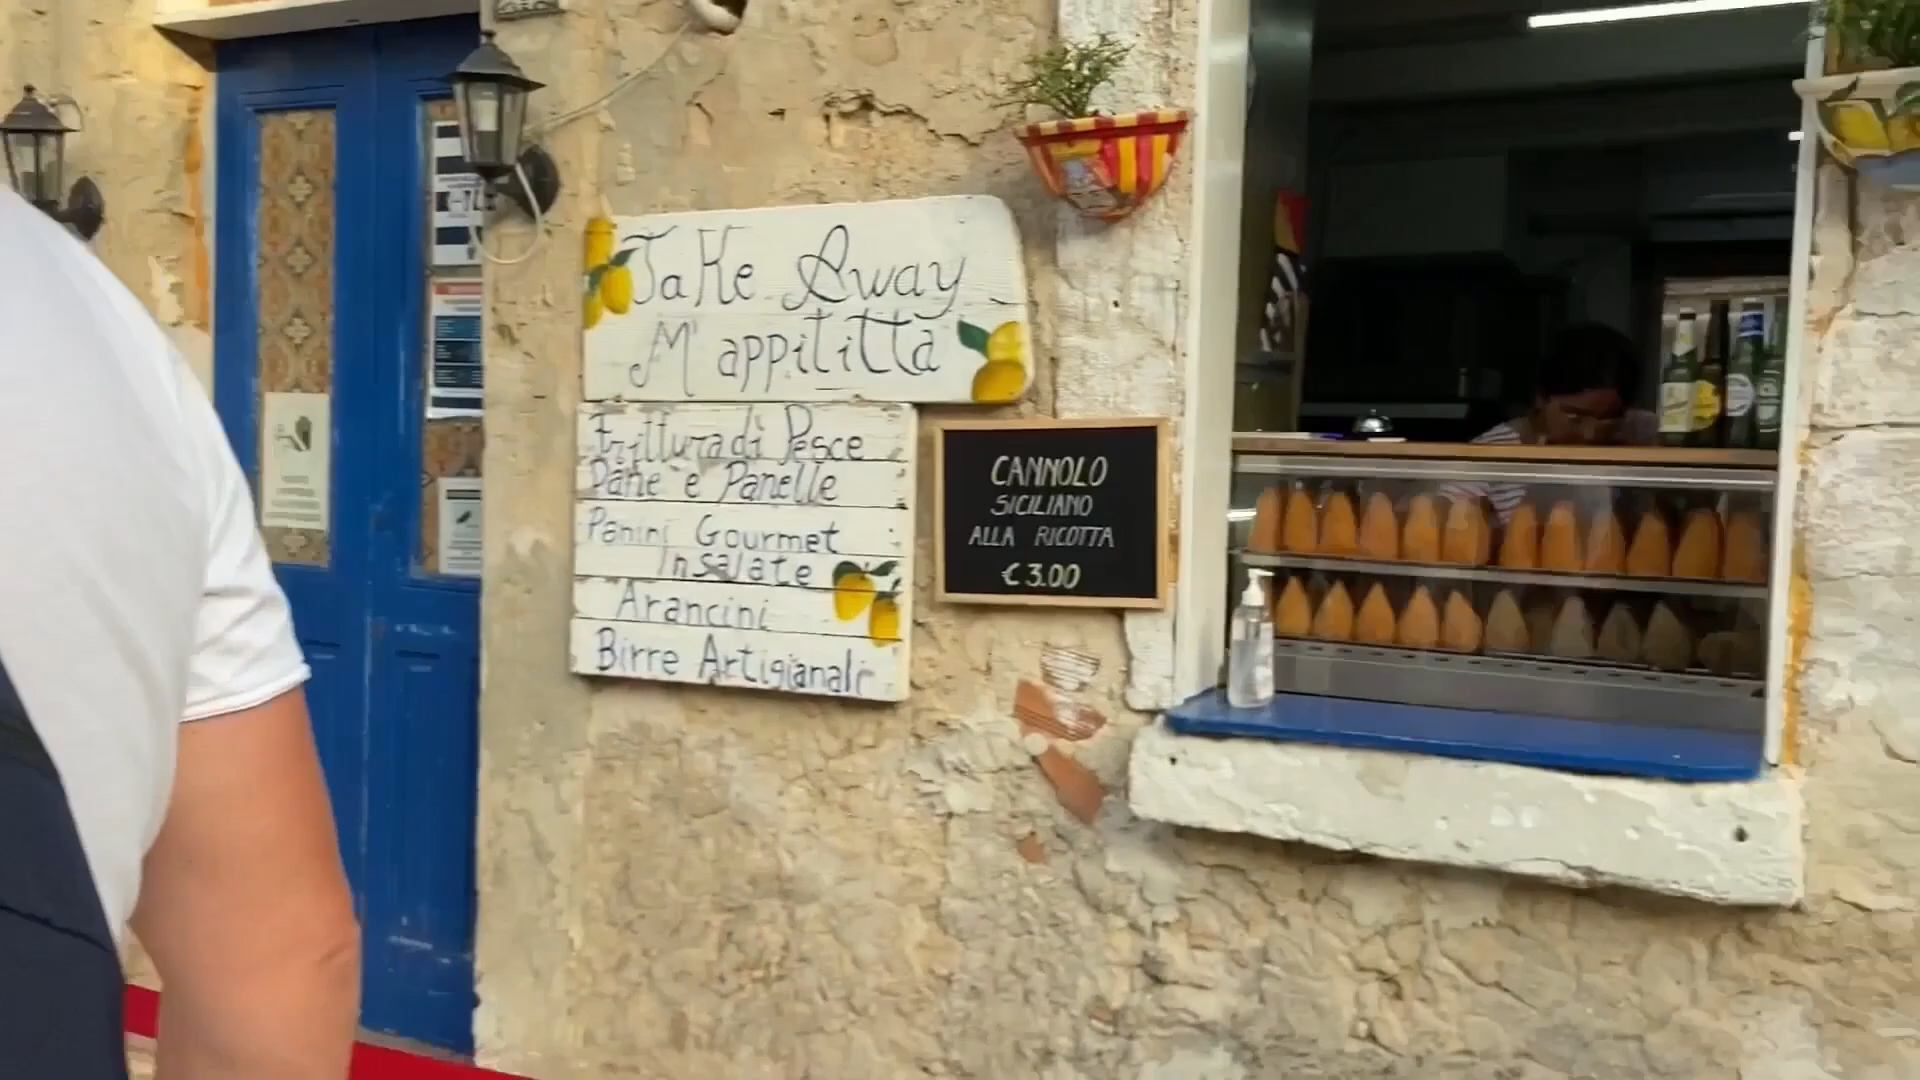 Take Away
M'appititta
Frittura di Pesce
Pane e Panelle
Panini Gourmet
Insalate
Arancini
Birre Artigianali
CANNOLO
SICILIANO
ALLA RICOTTA
€ 3.00